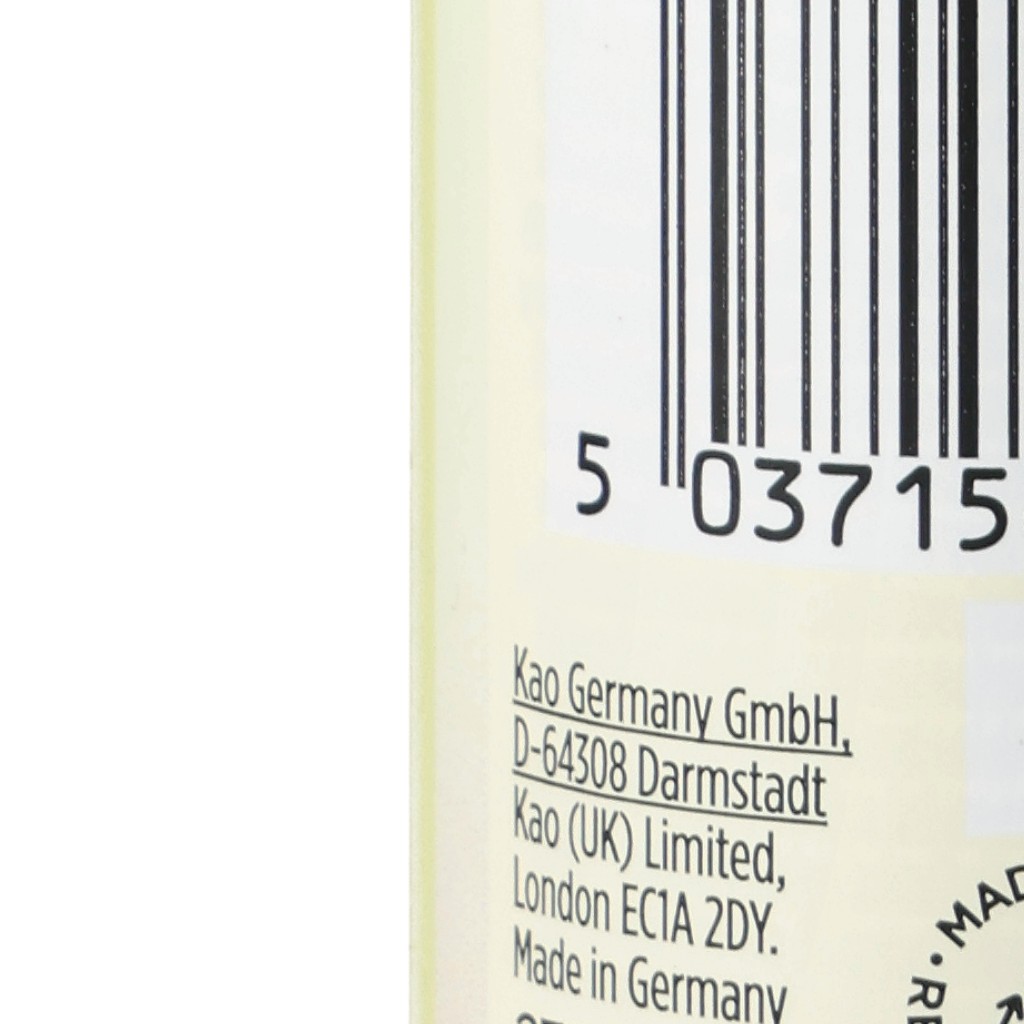 5 03715
Kao Germany GmbH,
D-64308 Darmstadt
Kao (UK) Limited,
London EC1A 2DY.
Made in Germany